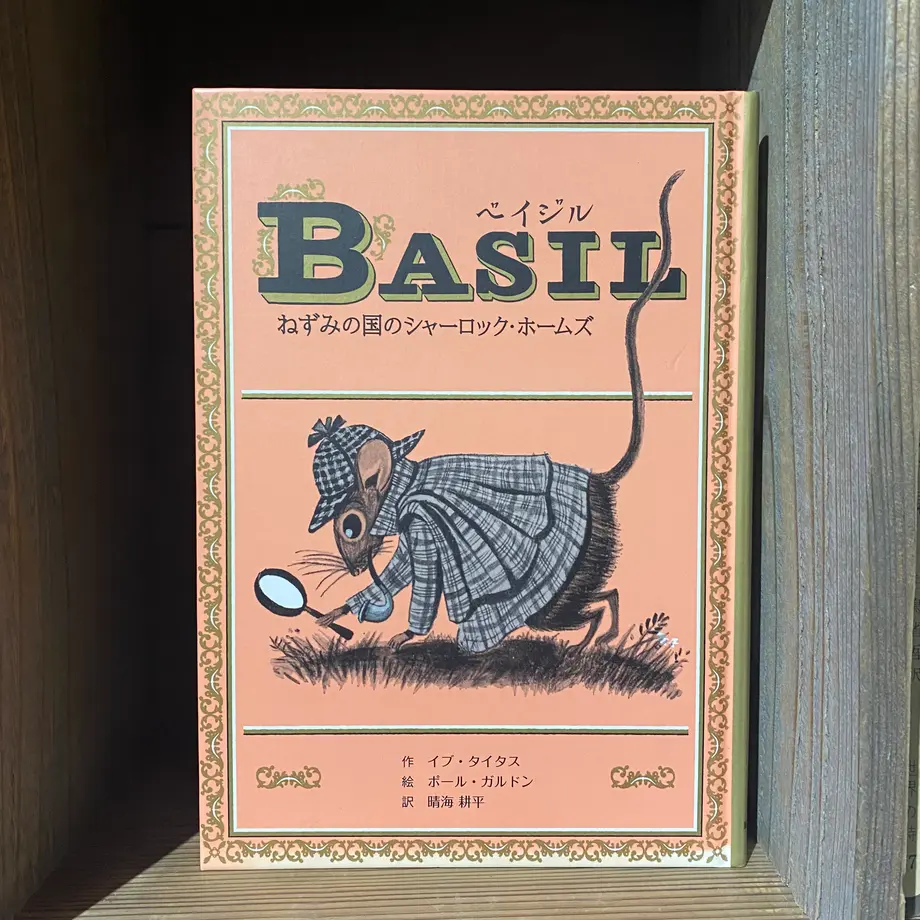 ベイジル
BASIL
ねずみの国のシャーロック・ホームズ
作 イブ・タイタス
絵 ポール・ガルドン
訳 晴海 耕平